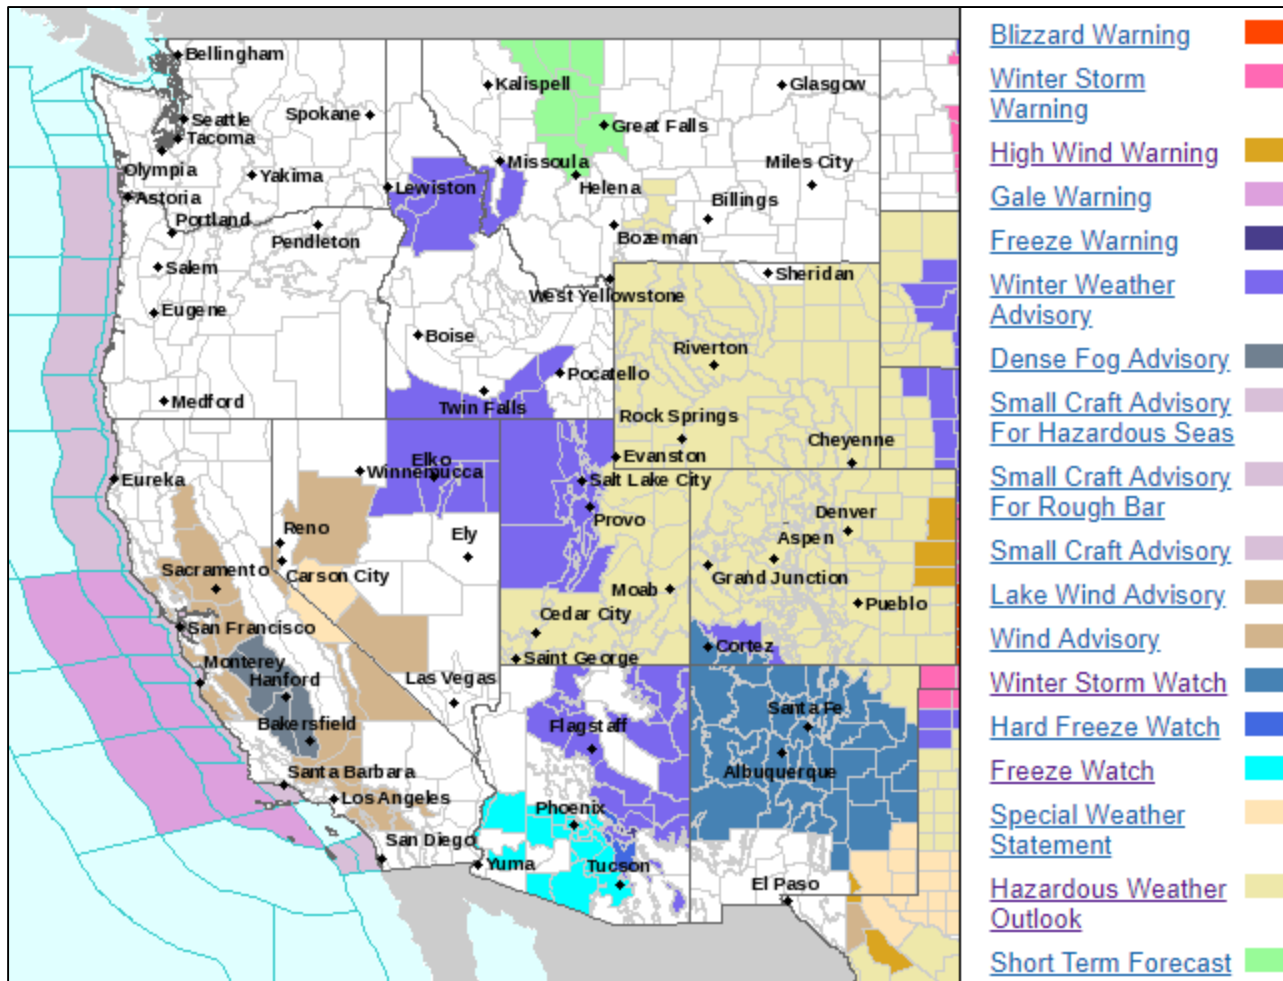 Bellingham
Kalispell
Glasgow
Seattle
Spokane
Tacoma
Great Falls
Olympia
Missoula
Miles City
Yakima
Lewiston
Helena
Astoria
Billings
Portland
Pendleton
Bozeman
Salem
Sheridan
West Yellowstone
Eugene
Boise
Riverton
Pocatello
Medford
Twin Falls
Rock Springs
Cheyenne
Elko
Evanston
Winnemucca
Eureka
Salt Lake City
Denver
Provo
Reno
Ely
Aspen
Sacramento
Carson City
Grand Junction
Moab
Pueblo
Cedar City
San Francisco
Cortez
Monterey
Saint George
Hanford
Las Vegas
Santa Fe
Bakersfield
Flagstaff
Albuquerque
Santa Barbara
Los Angeles
Phoenix
San Diego
Yuma
Tucson
El Paso
Blizzard Warning
Winter Storm
Warning
High Wind Warning
Gale Warning
Freeze Warning
Winter Weather
Advisory
Dense Fog Advisory
Small Craft Advisory
For Hazardous Seas
Small Craft Advisory
For Rough Bar
Small Craft Advisory
Lake Wind Advisory
Wind Advisory
Winter Storm Watch
Hard Freeze Watch
Freeze Watch
Special Weather
Statement
Hazardous Weather
Outlook
Short Term Forecast